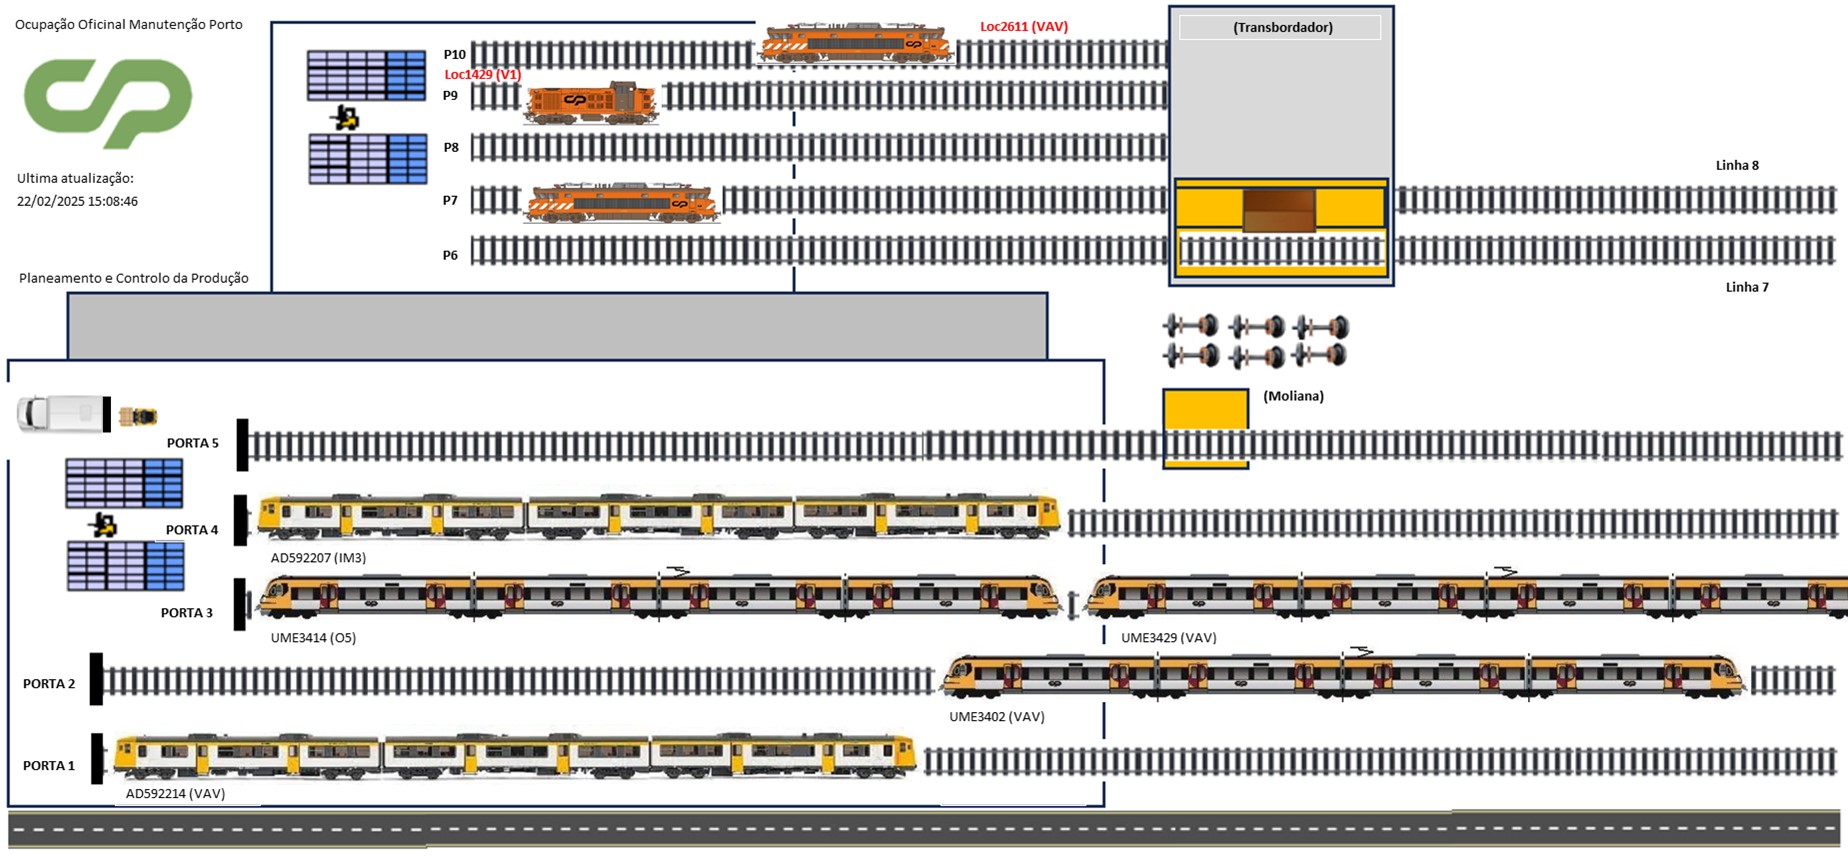 Ocupação Oficinal Manutenção Porto
CP
Ultima atualização:
22/02/2025 15:08:46
Planeamento e Controlo da Produção
P10
Loc2611 (VAV)
(Transbordador)
Loc1429 (V1)
P9
P8
P7
P6
Linha 8
Linha 7
(Moliana)
PORTA 5
PORTA 4
AD592207 (IM3)
PORTA 3
UME3414 (O5)
UME3429 (VAV)
PORTA 2
UME3402 (VAV)
PORTA 1
AD592214 (VAV)